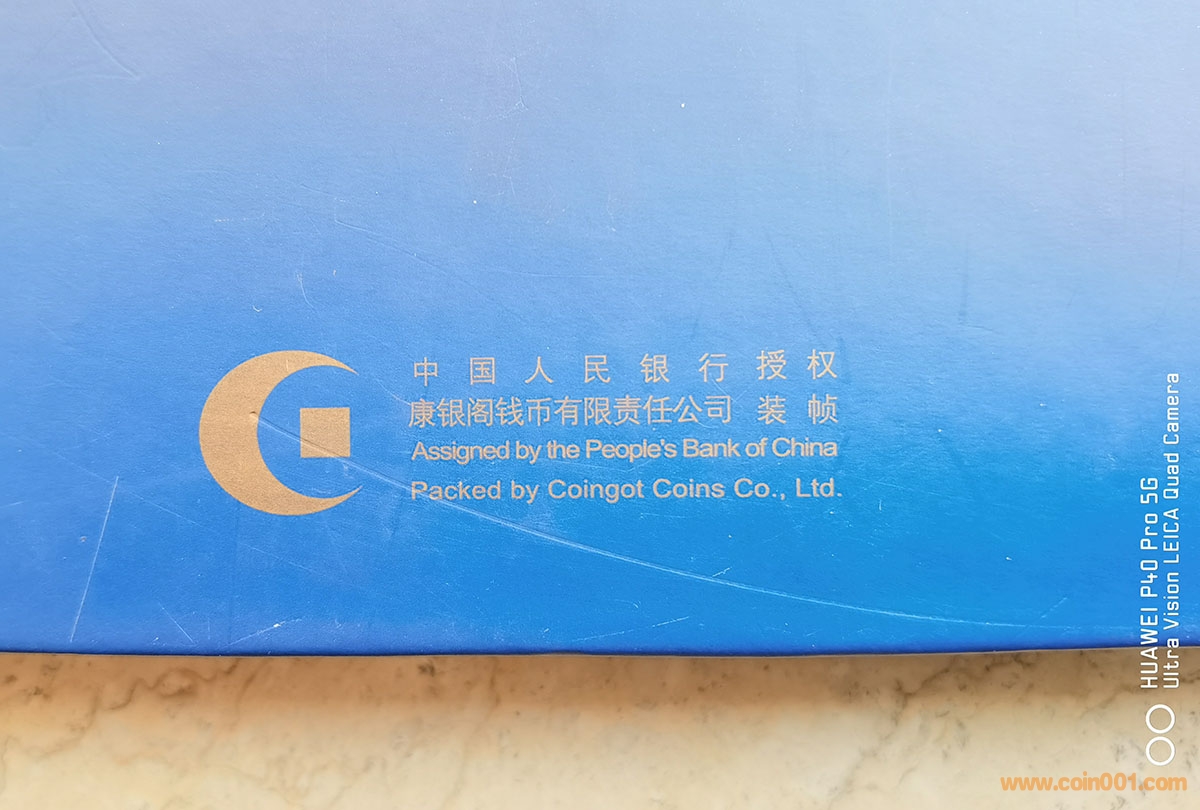 中国人民银行授权
康银阁钱币有限责任公司 装帧
Assigned by the People's Bank of China
Packed by Coingot Coins Co., Ltd.
HUAWEI P40 Pro 5G
Ultra Vision LEICA Quad Camera
www.coin001.com